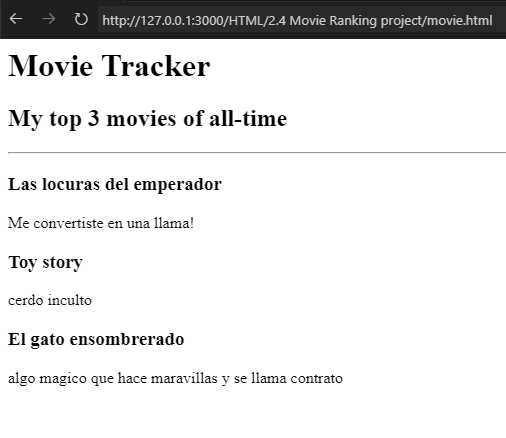 http://127.0.0.1:3000/HTML/2.4 Movie Ranking project/movie.html
Movie Tracker
My top 3 movies of all-time
Las locuras del emperador
Me convertiste en una llama!
Toy story
cerdo inculto
El gato ensombrerado
algo magico que hace maravillas y se llama contrato